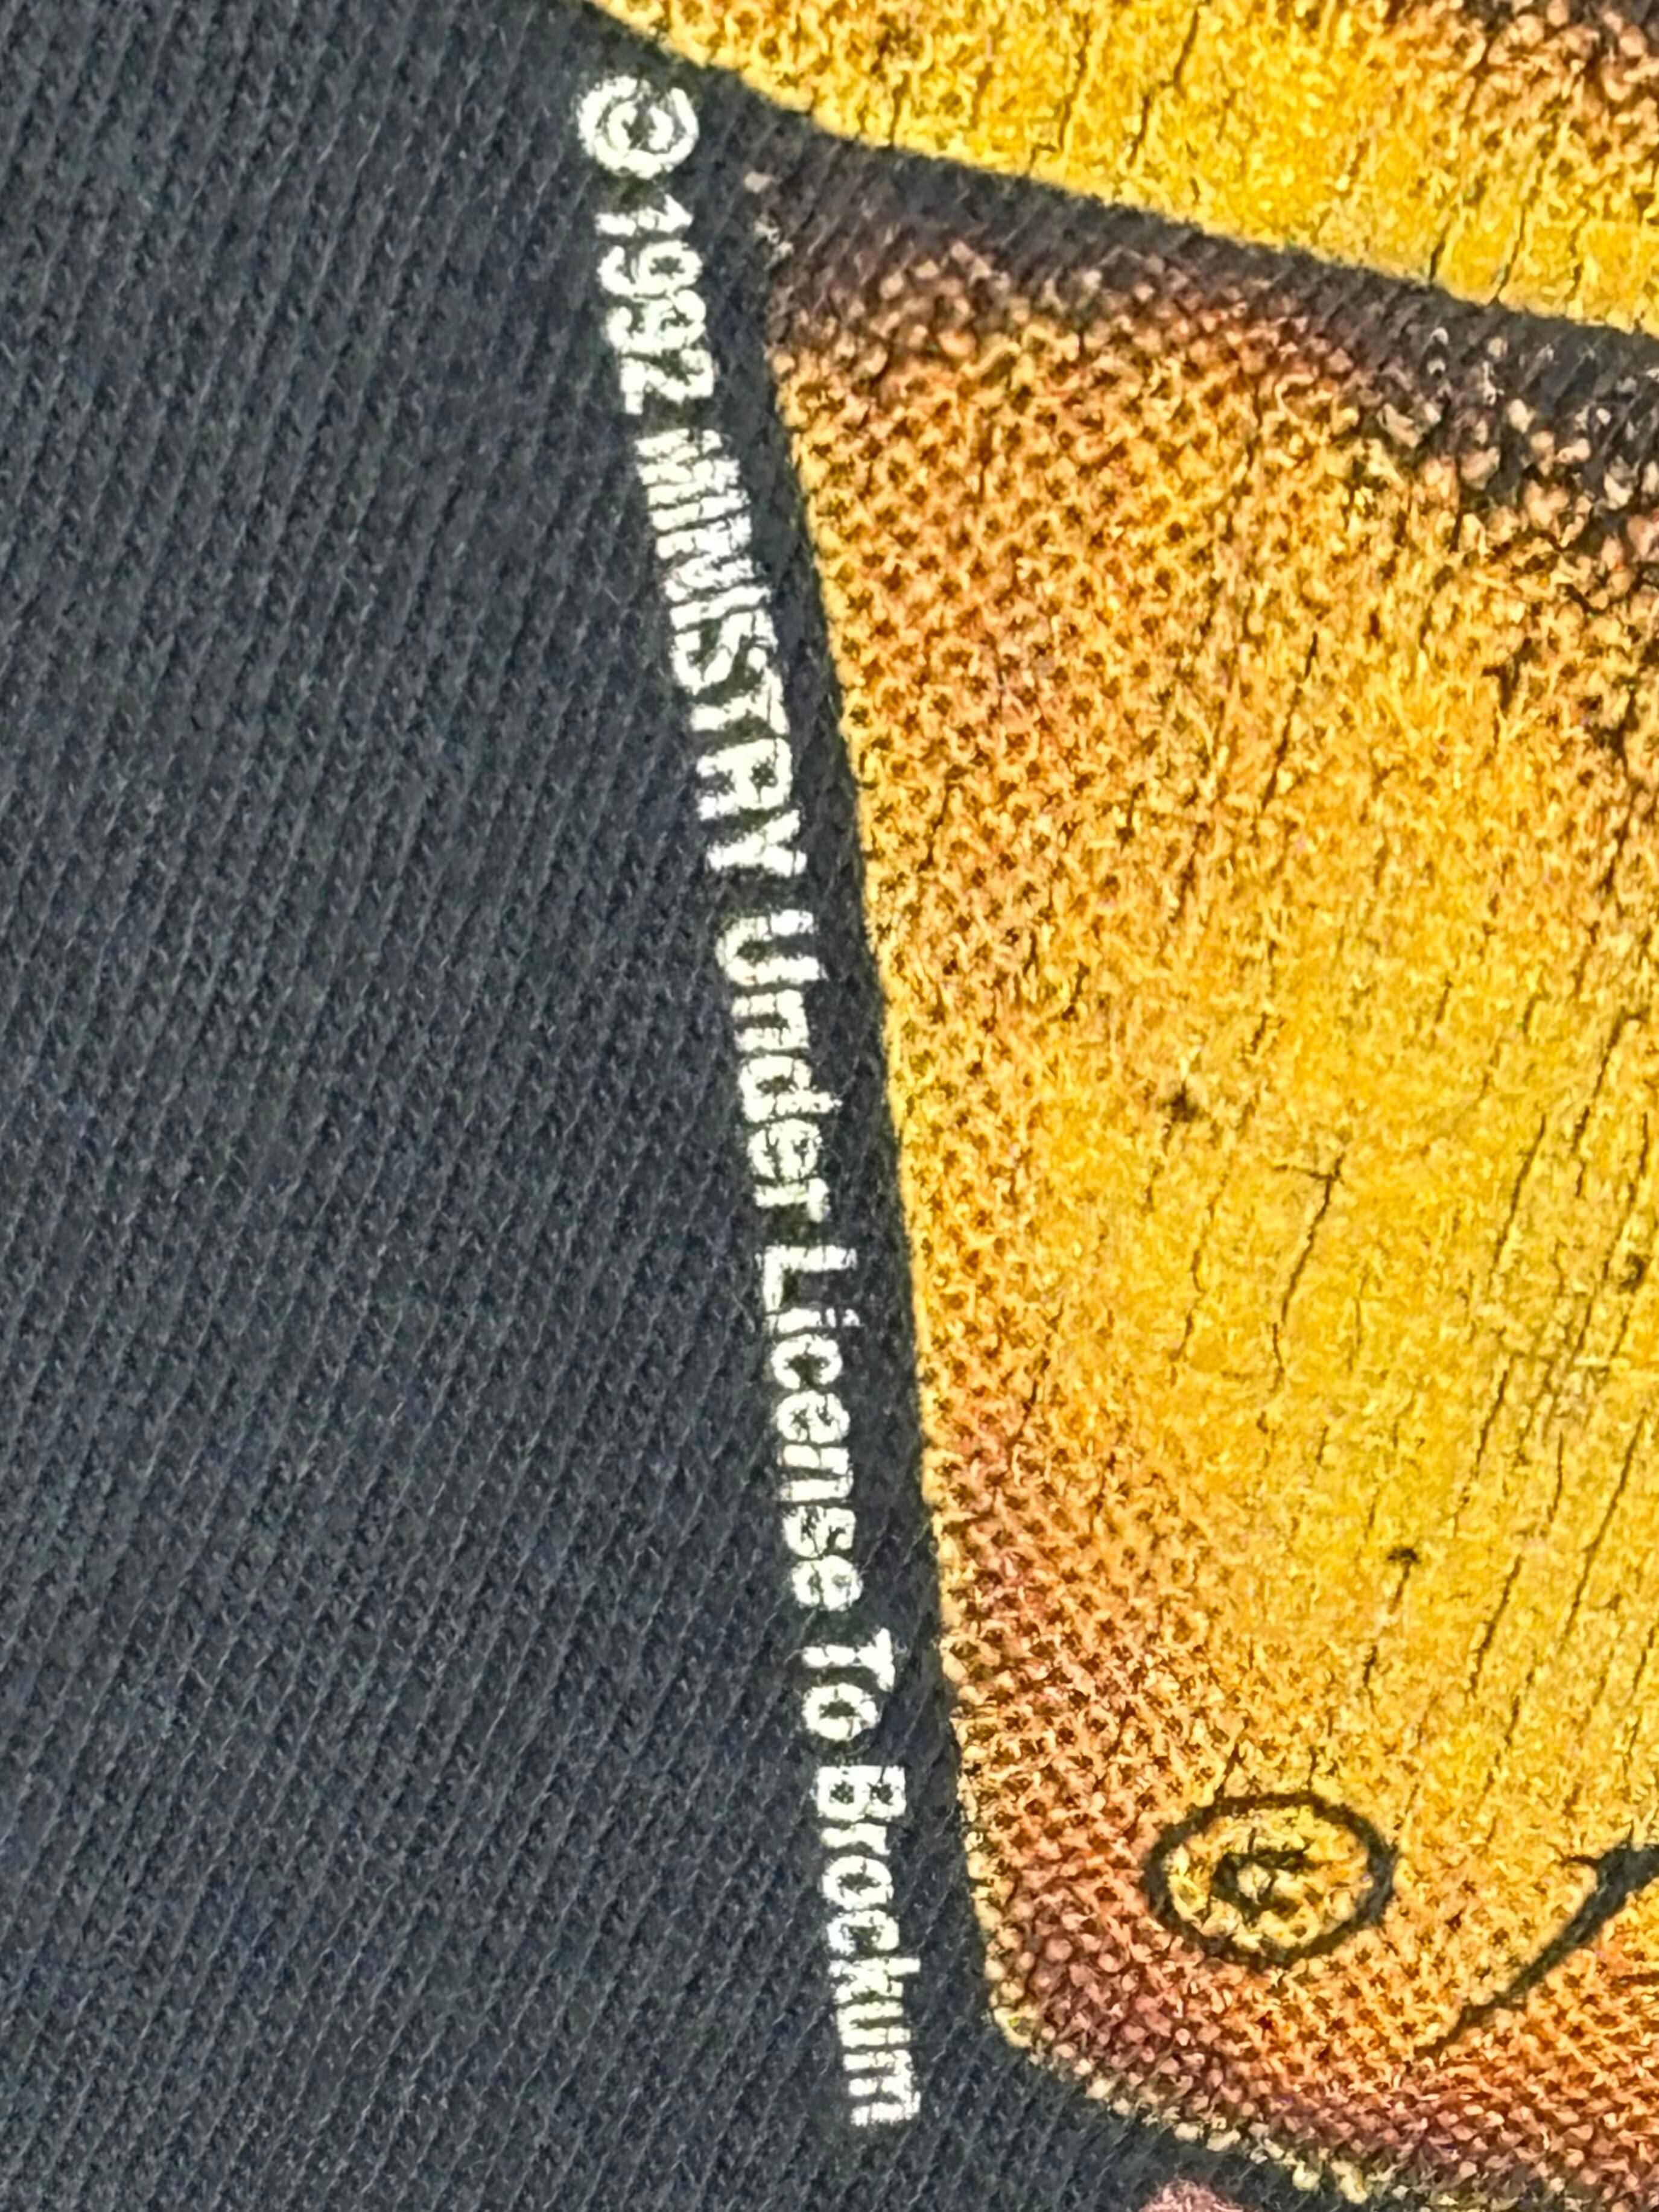 © 1992 MINISTRY Under License To Brockum
©